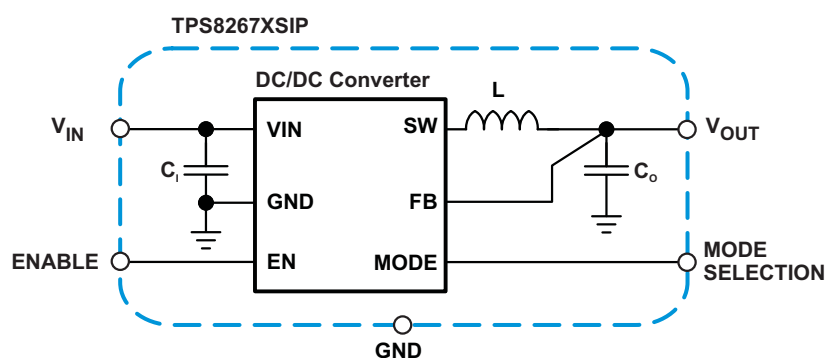 TPS8267XSIP
DC/DC Converter
L
VIN
VIN
SW
VOUT
CI
CO
GND
FB
ENABLE
EN
MODE
MODE
SELECTION
GND